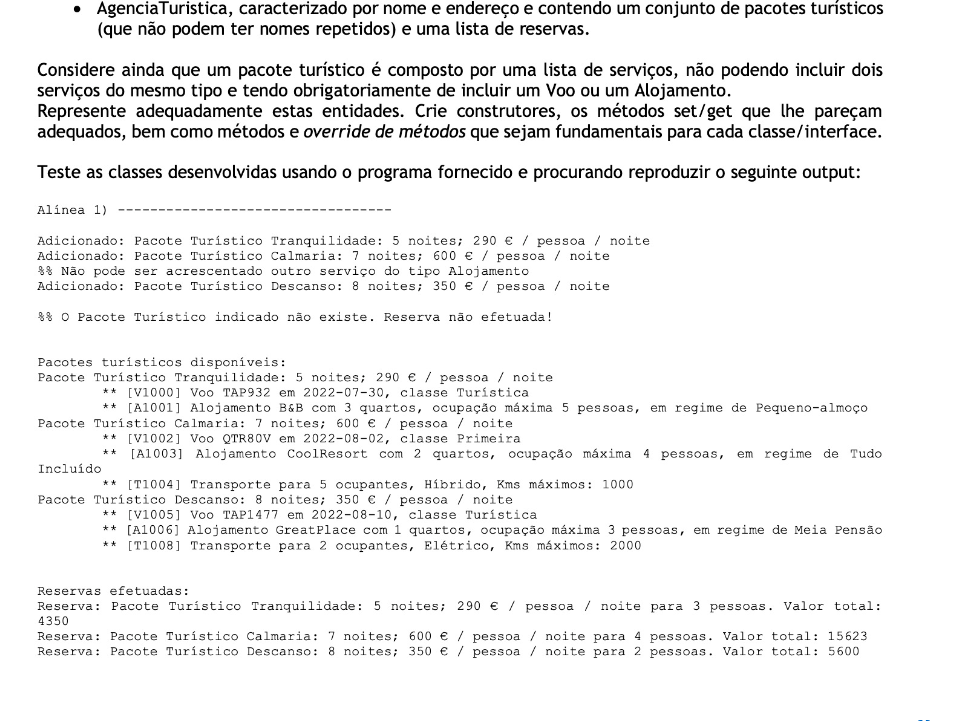 • AgenciaTuristica, caracterizado por nome e endereço e contendo um conjunto de pacotes turísticos
(que não podem ter nomes repetidos) e uma lista de reservas.
Considere ainda que um pacote turístico é composto por uma lista de serviços, não podendo incluir dois
serviços do mesmo tipo e tendo obrigatoriamente de incluir um Voo ou um Alojamento.
Represente adequadamente estas entidades. Crie construtores, os métodos set/get que lhe pareçam
adequados, bem como métodos e override de métodos que sejam fundamentais para cada classe/interface.
Teste as classes desenvolvidas usando o programa fornecido e procurando reproduzir o seguinte output:
Alínea 1) ----------------------------------
Adicionado: Pacote Turístico Tranquilidade: 5 noites; 290 € / pessoa / noite
Adicionado: Pacote Turístico Calmaria: 7 noites; 600 € / pessoa / noite
%% Não pode ser acrescentado outro serviço do tipo Alojamento
Adicionado: Pacote Turístico Descanso: 8 noites; 350 € / pessoa / noite
%% O Pacote Turístico indicado não existe. Reserva não efetuada!
Pacotes turísticos disponíveis:
Pacote Turístico Tranquilidade: 5 noites; 290 € / pessoa / noite
** [V1000] Voo TAP932 em 2022-07-30, classe Turística
** [A1001] Alojamento B&B com 3 quartos, ocupação máxima 5 pessoas, em regime de Pequeno-almoço
Pacote Turístico Calmaria: 7 noites; 600 € / pessoa / noite
** [V1002] Voo QTR80V em 2022-08-02, classe Primeira
** [A1003] Alojamento CoolResort com 2 quartos, ocupação máxima 4 pessoas, em regime de Tudo
Incluído
** [T1004] Transporte para 5 ocupantes, Híbrido, Kms máximos: 1000
Pacote Turístico Descanso: 8 noites; 350 € / pessoa / noite
** [V1005] Voo TAP1477 em 2022-08-10, classe Turística
** [A1006] Alojamento GreatPlace com 1 quartos, ocupação máxima 3 pessoas, em regime de Meia Pensão
** [T1008] Transporte para 2 ocupantes, Elétrico, Kms máximos: 2000
Reservas efetuadas:
Reserva: Pacote Turístico Tranquilidade: 5 noites; 290 € / pessoa / noite para 3 pessoas. Valor total:
4350
Reserva: Pacote Turístico Calmaria: 7 noites; 600 € / pessoa / noite para 4 pessoas. Valor total: 15623
Reserva: Pacote Turístico Descanso: 8 noites; 350 € / pessoa / noite para 2 pessoas. Valor total: 5600